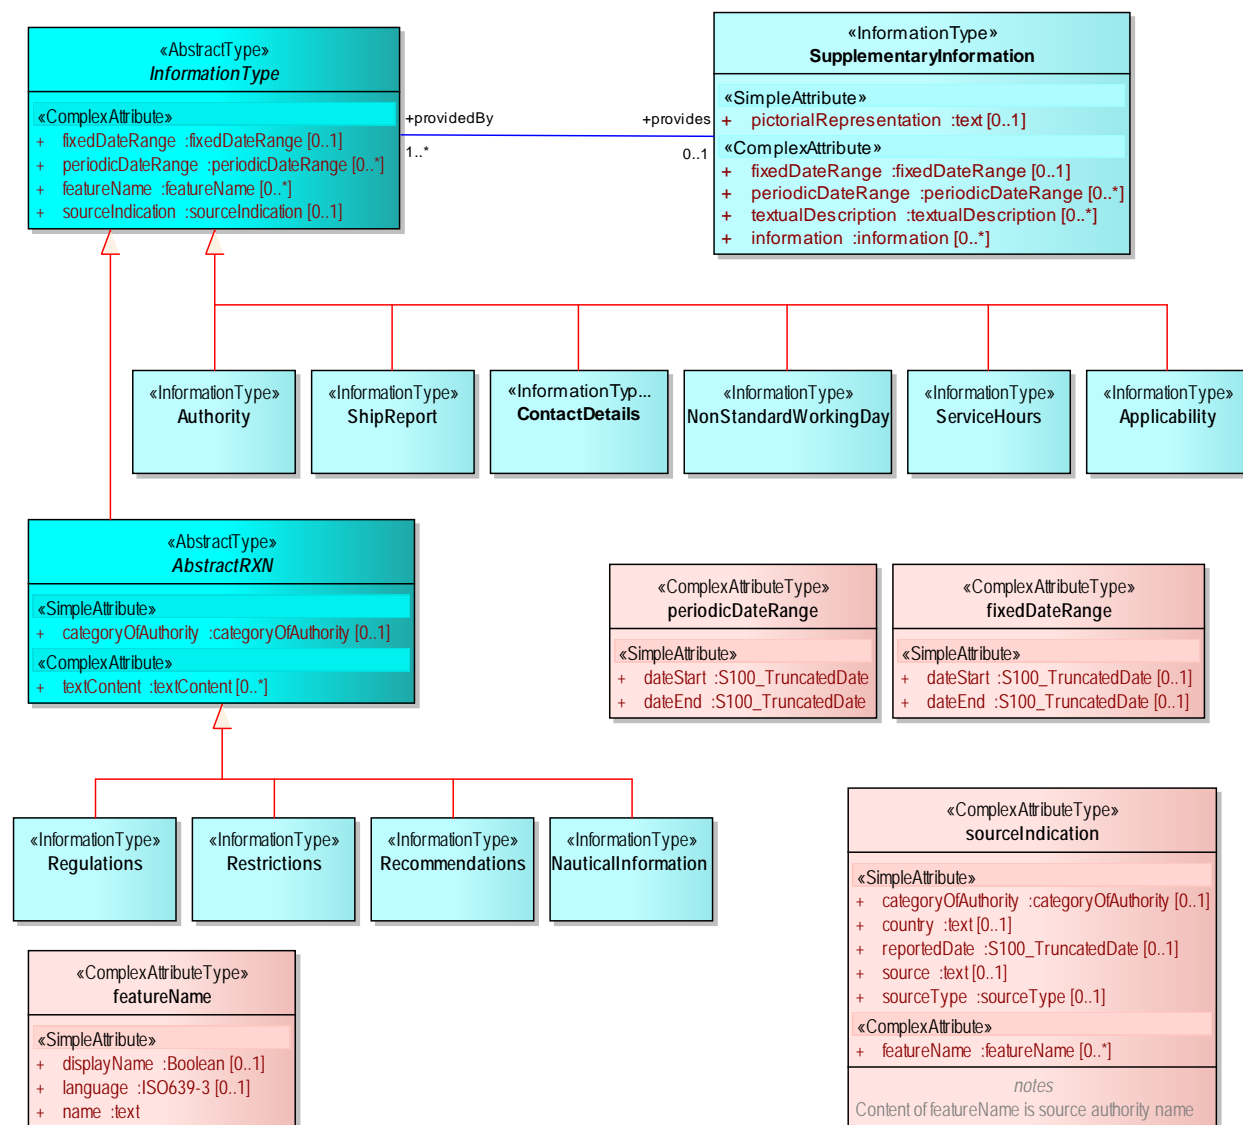 «AbstractType»
InformationType
«ComplexAttribute»
+ fixedDateRange :fixedDateRange [0..1]
+ periodicDateRange :periodicDateRange [0..*]
+ featureName :featureName [0..*]
+ sourceIndication :sourceIndication [0..1]
+providedBy
1..*
+provides
0..1
«InformationType»
SupplementaryInformation
«SimpleAttribute»
+ pictorialRepresentation :text [0..1]
«ComplexAttribute»
+ fixedDateRange :fixedDateRange [0..1]
+ periodicDateRange :periodicDateRange [0..*]
+ textualDescription :textualDescription [0..*]
+ information :information [0..*]
«InformationType»
Authority
«InformationType»
ShipReport
«InformationTyp...
ContactDetails
«InformationType»
NonStandardWorkingDay
«InformationType»
ServiceHours
«InformationType»
Applicability
«AbstractType»
AbstractRXN
«SimpleAttribute»
+ categoryOfAuthority :categoryOfAuthority [0..1]
«ComplexAttribute»
+ textContent :textContent [0..*]
«ComplexAttributeType»
periodicDateRange
«SimpleAttribute»
+ dateStart :S100_TruncatedDate
+ dateEnd :S100_TruncatedDate
«ComplexAttributeType»
fixedDateRange
«SimpleAttribute»
+ dateStart :S100_TruncatedDate [0..1]
+ dateEnd :S100_TruncatedDate [0..1]
«InformationType»
Regulations
«InformationType»
Restrictions
«InformationType»
Recommendations
«InformationType»
NauticalInformation
«ComplexAttributeType»
sourceIndication
«SimpleAttribute»
+ categoryOfAuthority :categoryOfAuthority [0..1]
+ country :text [0..1]
+ reportedDate :S100_TruncatedDate [0..1]
+ source :text [0..1]
+ sourceType :sourceType [0..1]
«ComplexAttribute»
+ featureName :featureName [0..*]
notes
Content of featureName is source authority name
«ComplexAttributeType»
featureName
«SimpleAttribute»
+ displayName :Boolean [0..1]
+ language :ISO639-3 [0..1]
+ name :text